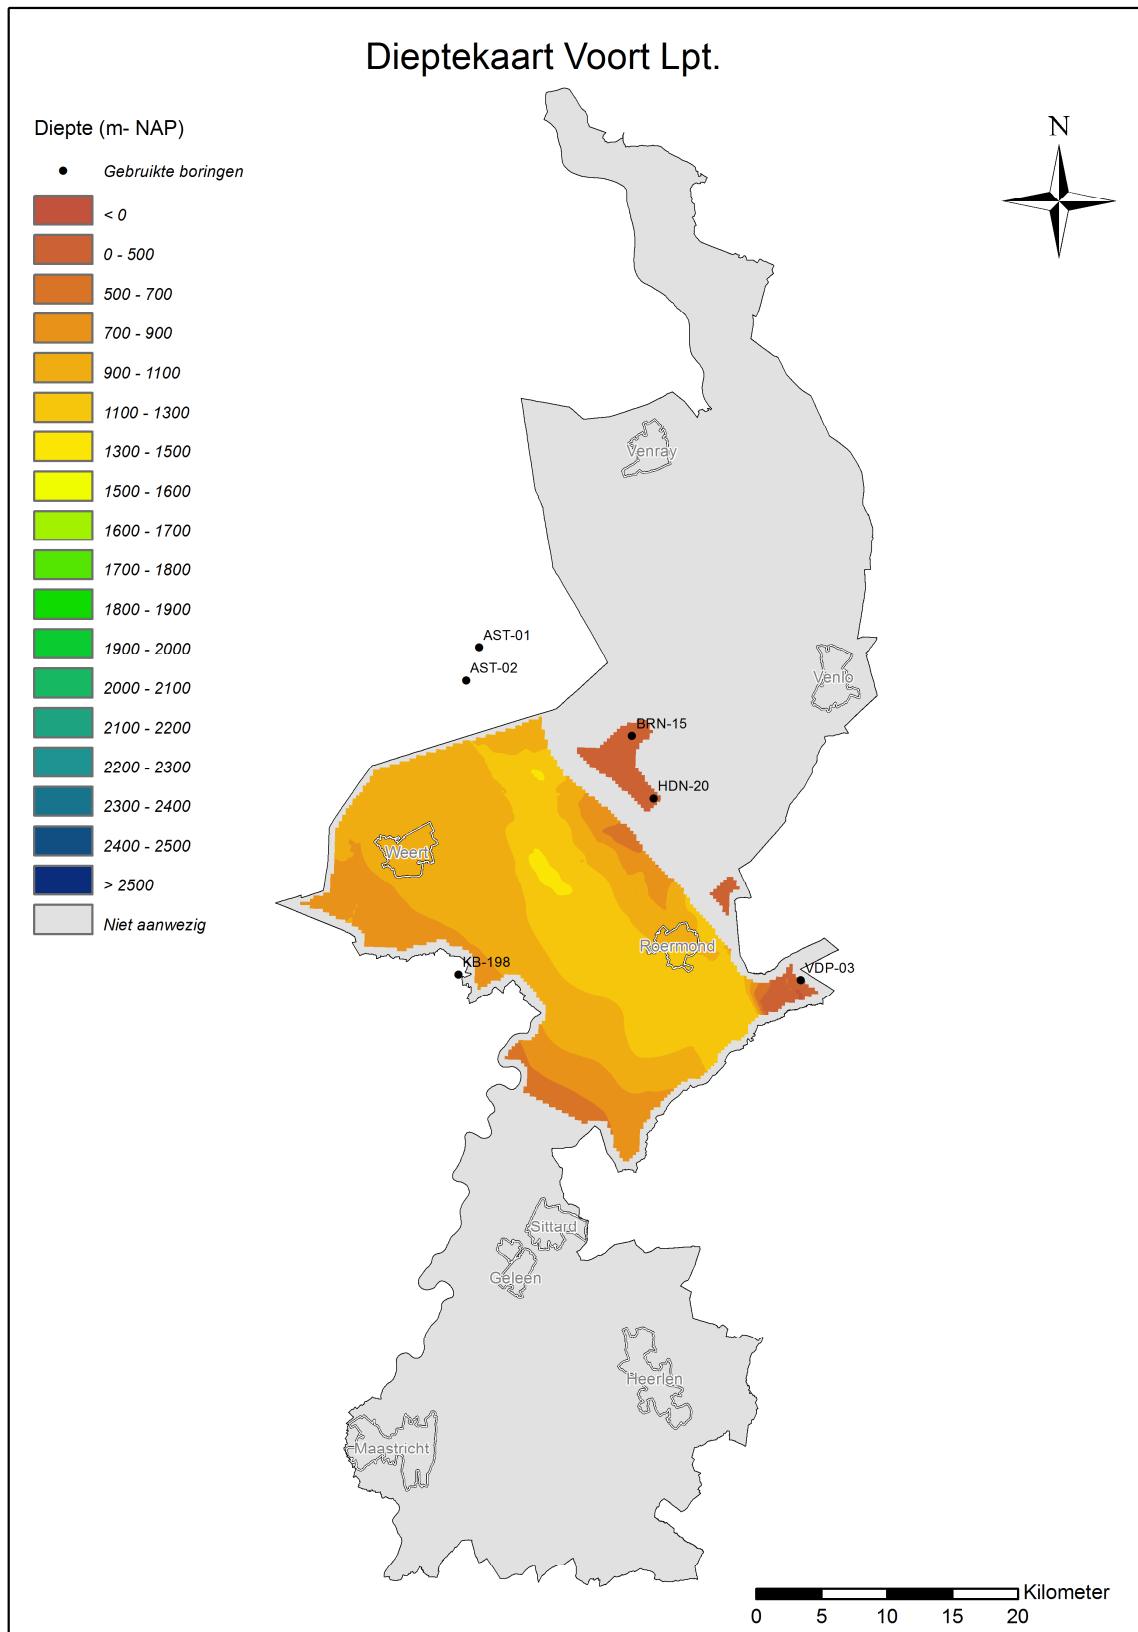 Dieptekaart Voort Lpt.
Diepte (m- NAP)
Gebruikte boringen
< 0
0 - 500
500 - 700
700 - 900
900 - 1100
1100 - 1300
1300 - 1500
1500 - 1600
1600 - 1700
1700 - 1800
1800 - 1900
1900 - 2000
2000 - 2100
2100 - 2200
2200 - 2300
2300 - 2400
2400 - 2500
> 2500
Niet aanwezig
N
Venray
AST-01
AST-02
Venlo
BRN-15
HDN-20
Weert
Roermond
KB-198
VDP-03
Sittard
Geleen
Heerlen
Maastricht
Kilometer
0 5 10 15 20